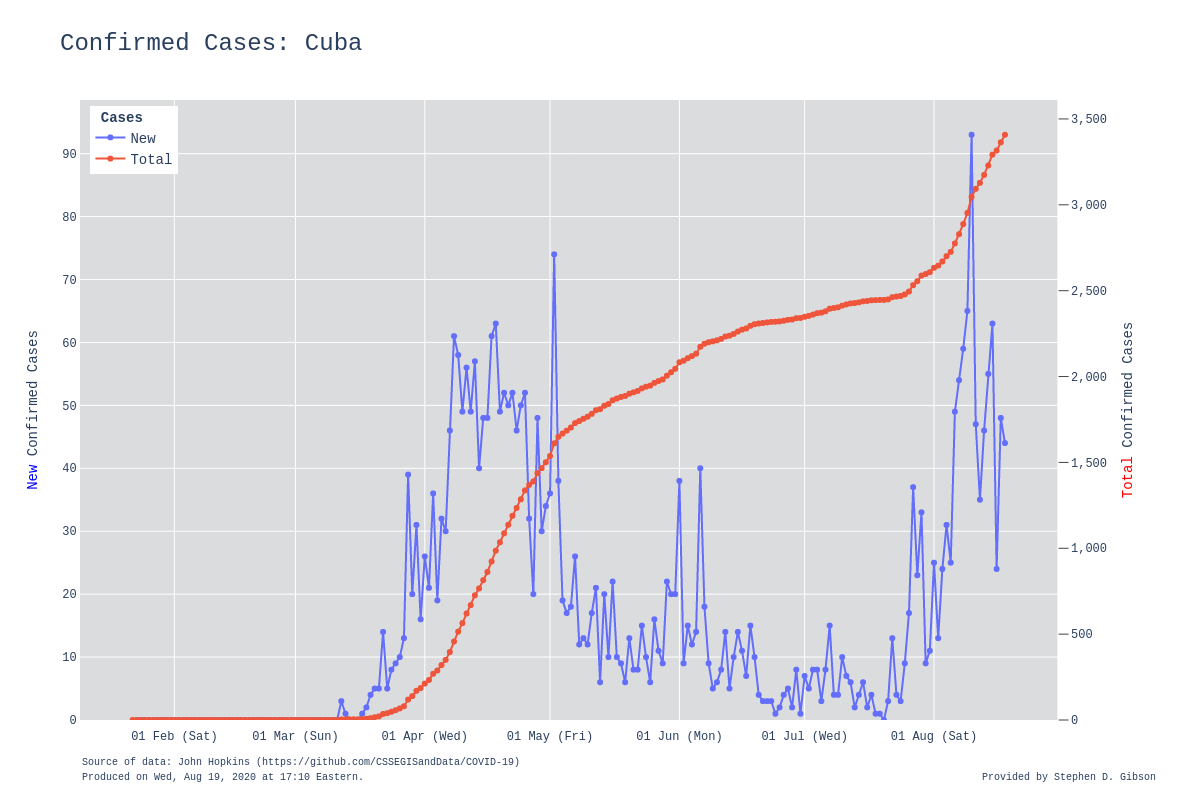 Confirmed Cases: Cuba
Cases
New
Total
90
80
70
60
50
40
30
20
10
0
3,500
3,000
2,500
2,000
1,500
1,000
500
0
New Confirmed Cases
Total Confirmed Cases
01 Feb (Sat)
01 Mar (Sun)
01 Apr (Wed)
01 May (Fri)
01 Jun (Mon)
01 Jul (Wed)
01 Aug (Sat)
Source of data: John Hopkins (https://github.com/CSSEGISandData/COVID-19)
Produced on Wed, Aug 19, 2020 at 17:10 Eastern.
Provided by Stephen D. Gibson